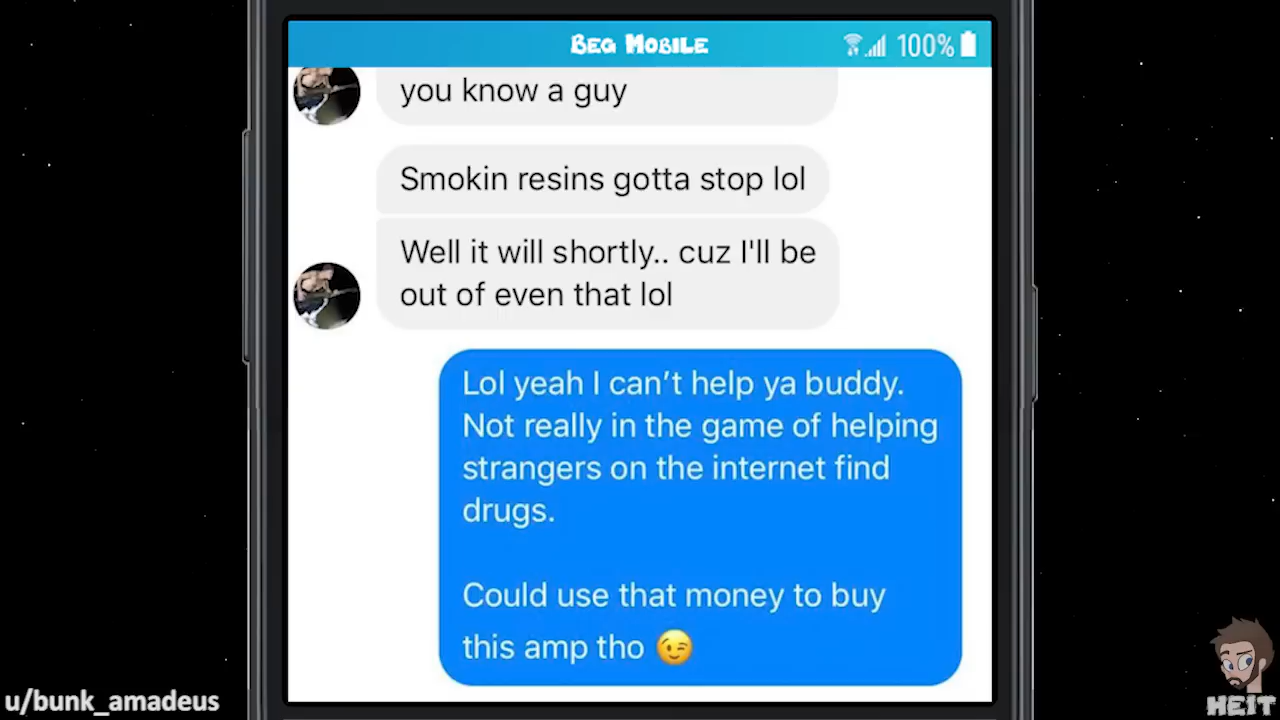 Beg Mobile
100%
you know a guy
Smokin resins gotta stop lol
Well it will shortly.. cuz I'll be
out of even that lol
Lol yeah I can’t help ya buddy.
Not really in the game of helping
strangers on the internet find
drugs.
Could use that money to buy
this amp tho 😉
u/bunk_amadeus
HEIT